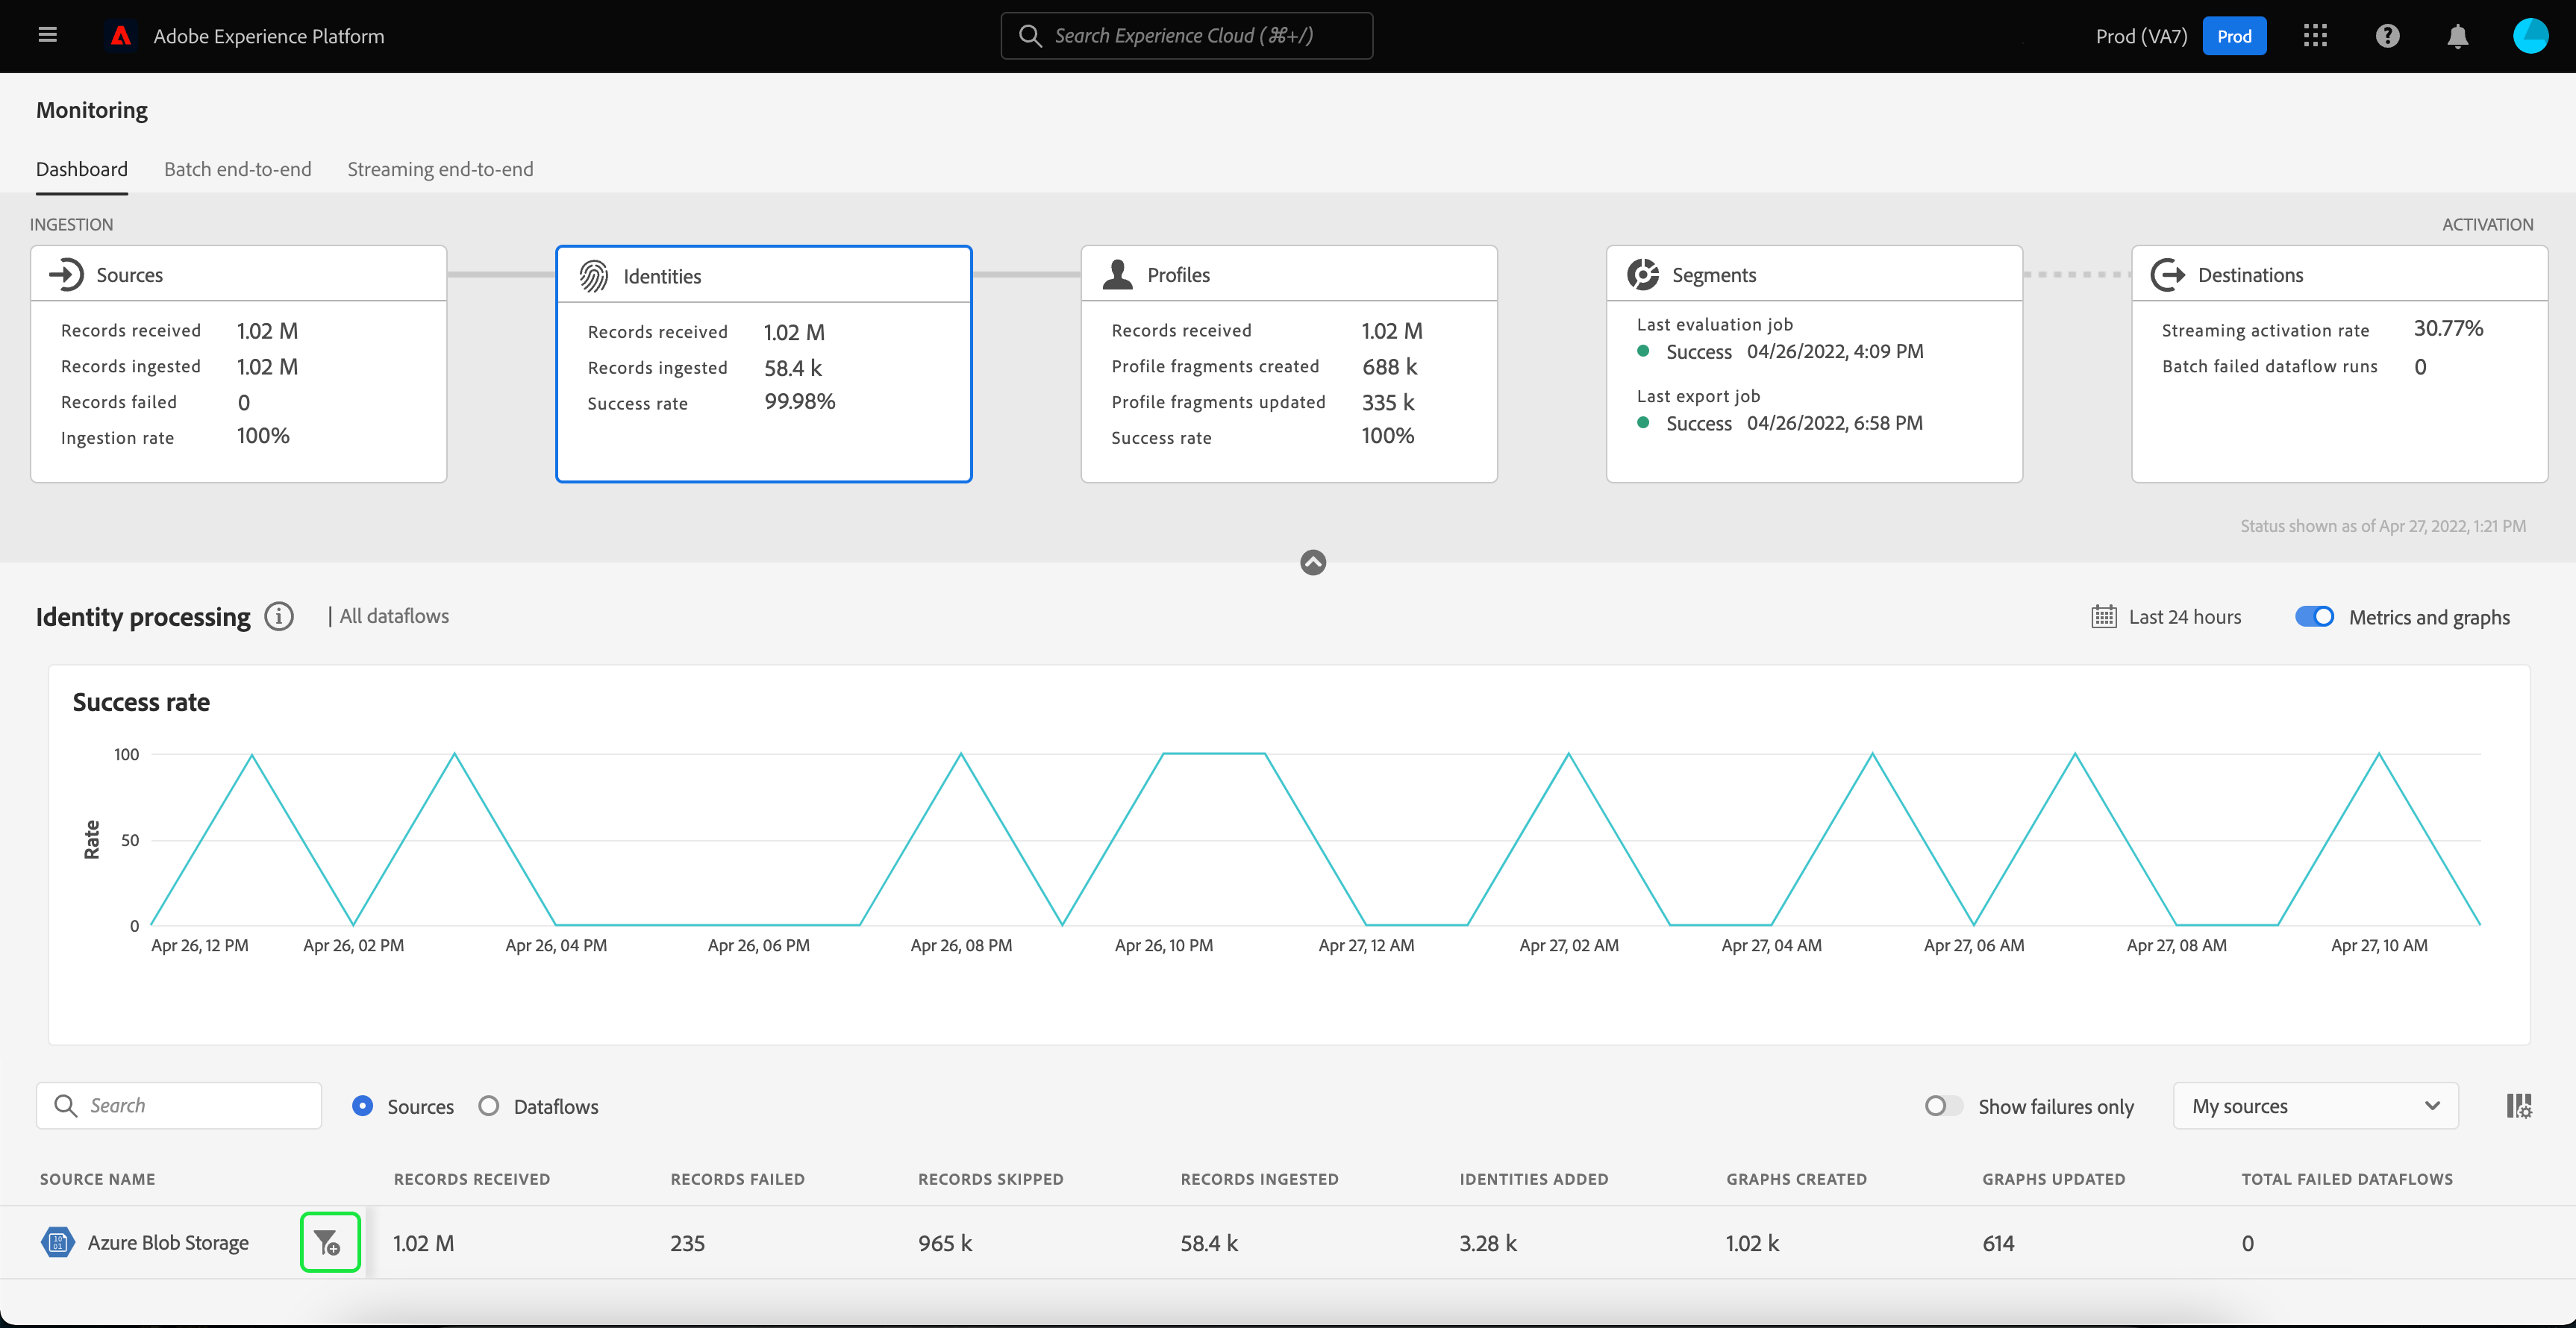 Adobe Experience Platform
Search Experience Cloud (⌘+/)
Prod (VA7)
Prod
Monitoring
Dashboard
Batch end-to-end
Streaming end-to-end
INGESTION
ACTIVATION
Sources
Records received 1.02 M
Records ingested 1.02 M
Records failed 0
Ingestion rate 100%
Identities
Records received 1.02 M
Records ingested 58.4 k
Success rate 99.98%
Profiles
Records received 1.02 M
Profile fragments created 688 k
Profile fragments updated 335 k
Success rate 100%
Segments
Last evaluation job
Success 04/26/2022, 4:09 PM
Last export job
Success 04/26/2022, 6:58 PM
Destinations
Streaming activation rate 30.77%
Batch failed dataflow runs 0
Status shown as of Apr 27, 2022, 1:21 PM
Identity processing | All dataflows
Last 24 hours
Metrics and graphs
Success rate
Rate
100
50
0
Apr 26, 12 PM Apr 26, 02 PM Apr 26, 04 PM Apr 26, 06 PM Apr 26, 08 PM Apr 26, 10 PM Apr 27, 12 AM Apr 27, 02 AM Apr 27, 04 AM Apr 27, 06 AM Apr 27, 08 AM Apr 27, 10 AM
Search
Sources
Dataflows
Show failures only
My sources
SOURCE NAME RECORDS RECEIVED RECORDS FAILED RECORDS SKIPPED RECORDS INGESTED IDENTITIES ADDED GRAPHS CREATED GRAPHS UPDATED TOTAL FAILED DATAFLOWS
Azure Blob Storage 1.02 M 235 965 k 58.4 k 3.28 k 1.02 k 614 0